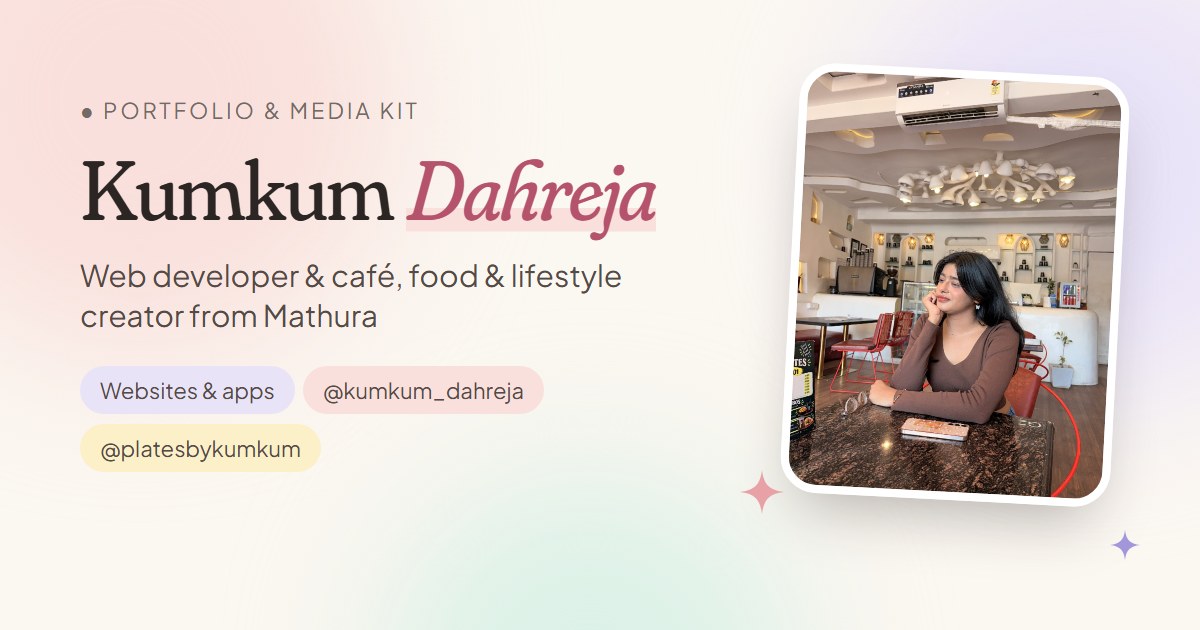 • PORTFOLIO & MEDIA KIT
Kumkum Dahreja
Web developer & café, food & lifestyle
creator from Mathura
Websites & apps
@kumkum_dahreja
@platesbykumkum